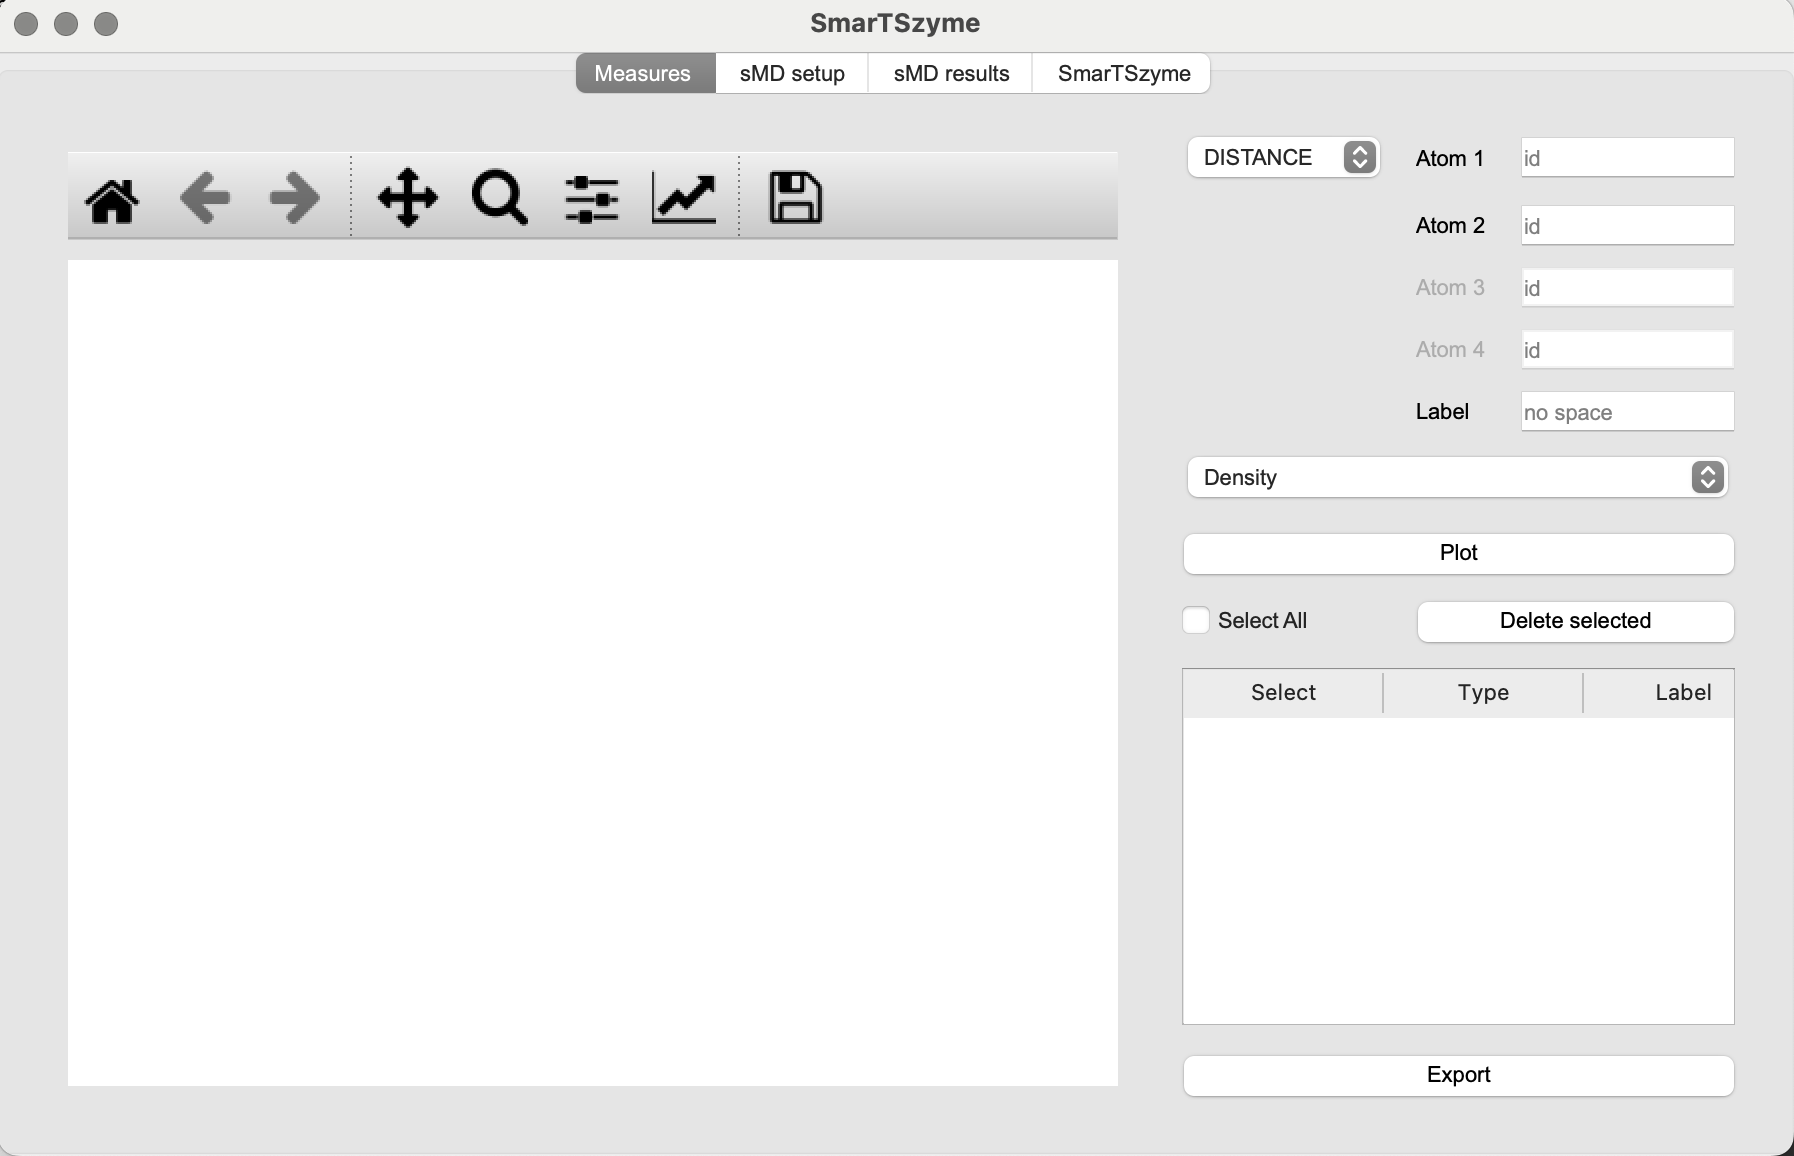 SmarTSzyme
Measures
sMD setup
sMD results
SmarTSzyme
DISTANCE
Atom 1
id
Atom 2
id
Atom 3
id
Atom 4
id
Label
no space
Density
Plot
Select All
Delete selected
Select
Type
Label
Export